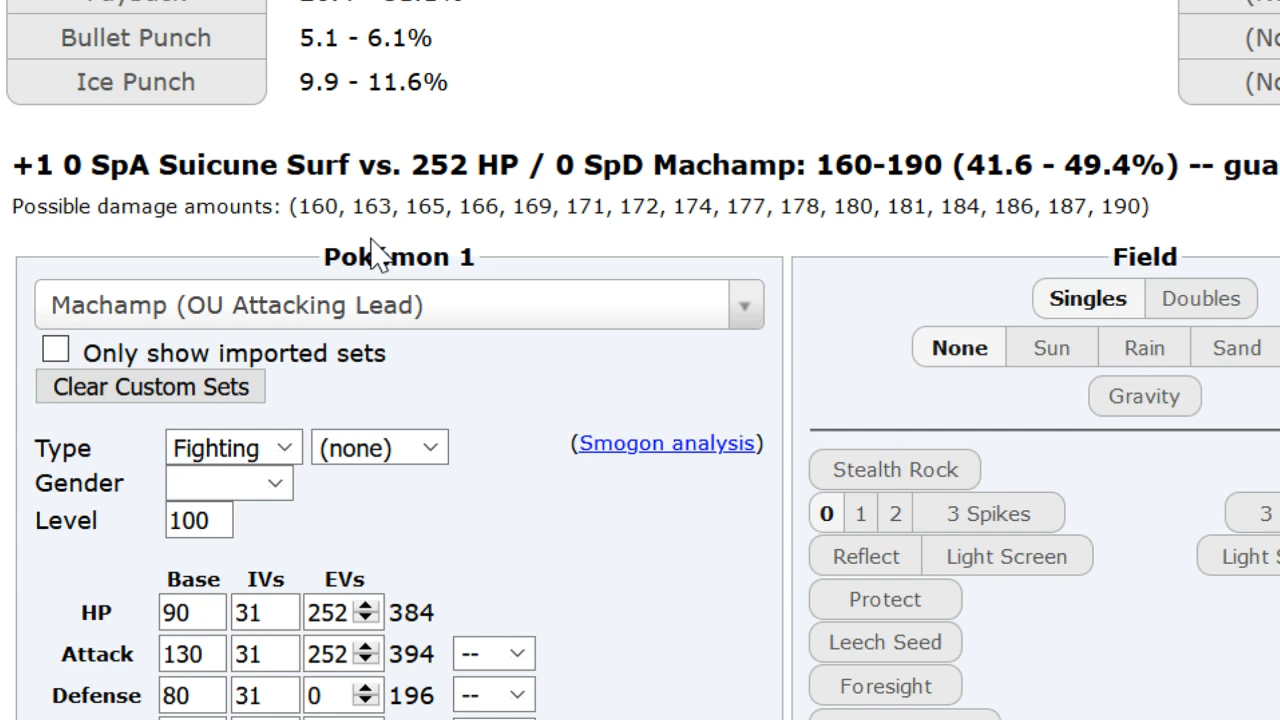 Bullet Punch 5.1 - 6.1%
Ice Punch 9.9 - 11.6%
+1 0 SpA Suicune Surf vs. 252 HP / 0 SpD Machamp: 160-190 (41.6 - 49.4%) -- gua
Possible damage amounts: (160, 163, 165, 166, 169, 171, 172, 174, 177, 178, 180, 181, 184, 186, 187, 190)
Pokémon 1
Machamp (OU Attacking Lead)
Only show imported sets
Clear Custom Sets
Type Fighting (none) (Smogon analysis)
Gender
Level 100
Base IVs EVs
HP 90 31 252 384
Attack 130 31 252 394 --
Defense 80 31 0 196 --
Field
Singles Doubles
None Sun Rain Sand
Gravity
Stealth Rock
0 1 2 3 Spikes 3
Reflect Light Screen Light
Protect
Leech Seed
Foresight